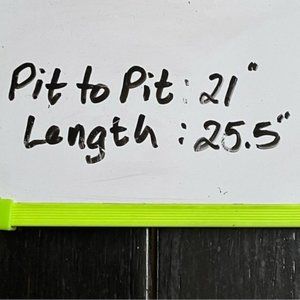 Pit to Pit: 21"
Length : 25.5"